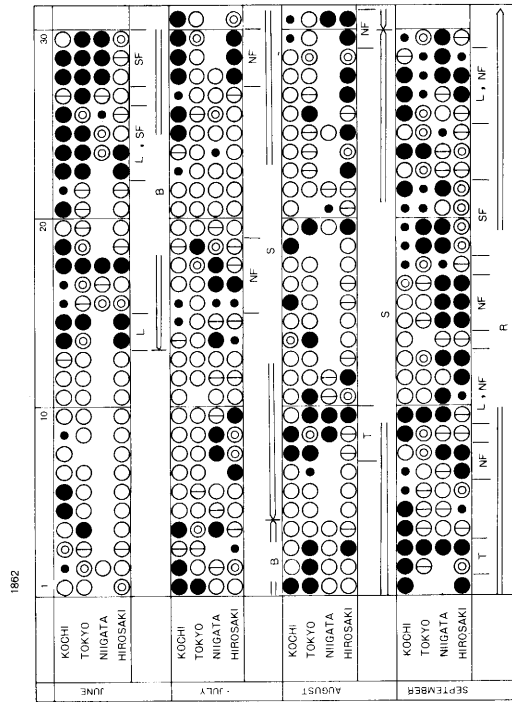 1862
1 10 20 30
JUNE
KOCHI
TOKYO
NIIGATA
HIROSAKI
L L , SF SF
B
JULY
KOCHI
TOKYO
NIIGATA
HIROSAKI
NF NF
B S
AUGUST
KOCHI
TOKYO
NIIGATA
HIROSAKI
T NF
S
SEPTEMBER
KOCHI
TOKYO
NIIGATA
HIROSAKI
T NF L , NF NF SF L , NF
R